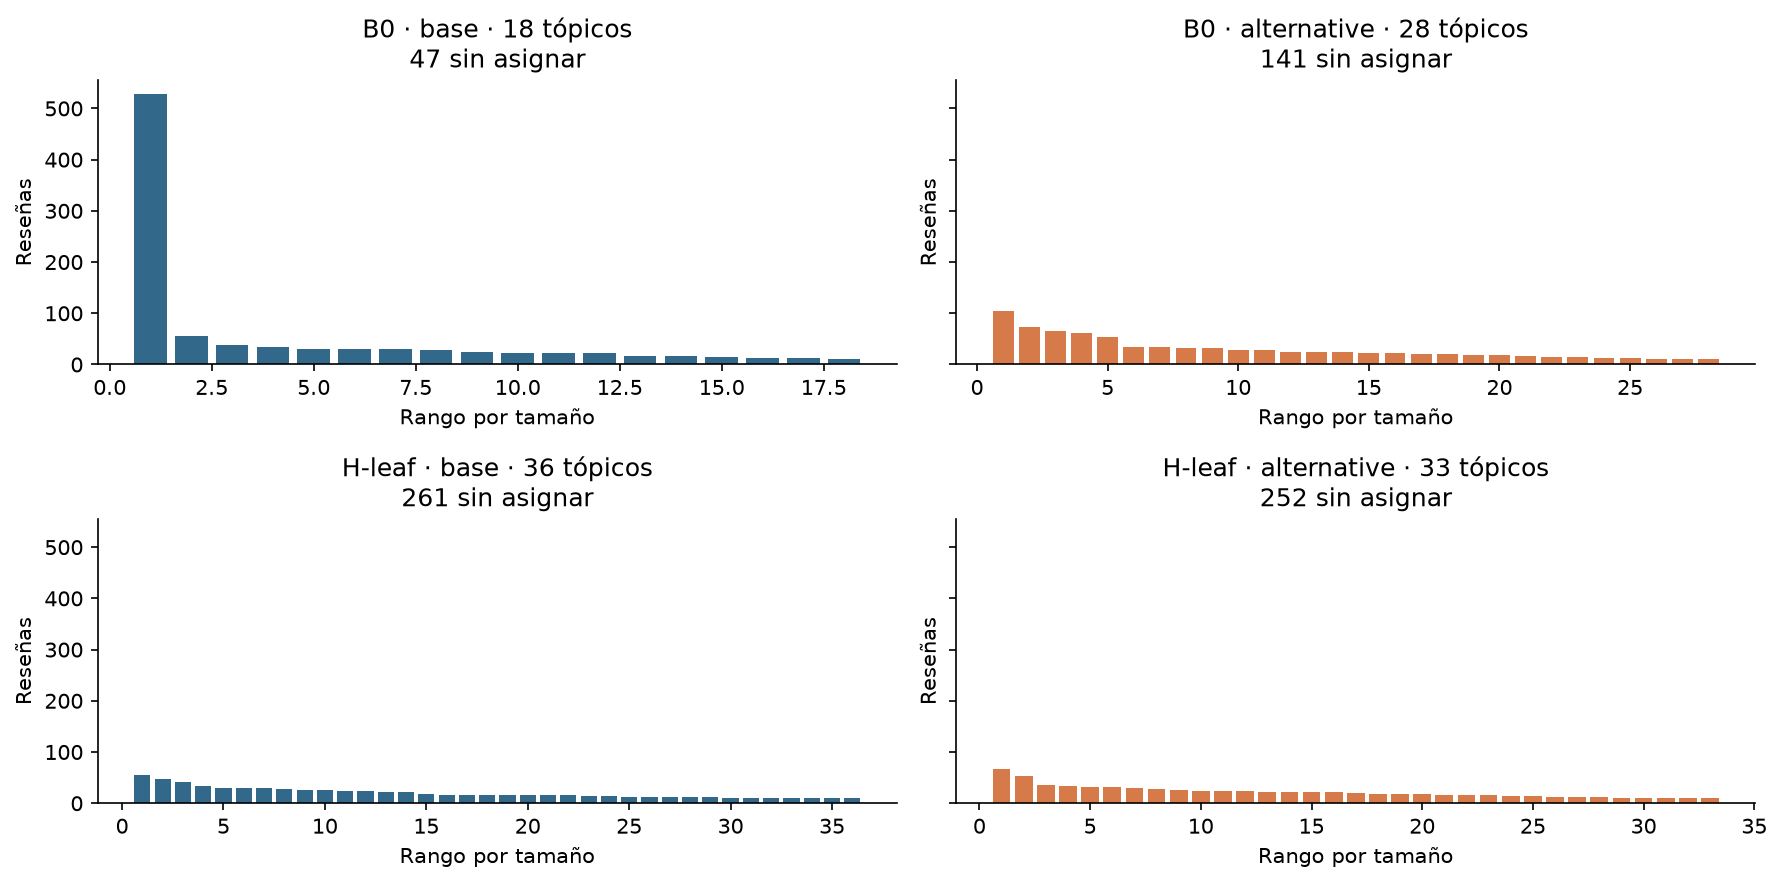 B0 · base · 18 tópicos
47 sin asignar
Reseñas
500
400
300
200
100
0
0.0 2.5 5.0 7.5 10.0 12.5 15.0 17.5
Rango por tamaño
B0 · alternative · 28 tópicos
141 sin asignar
Reseñas
0 5 10 15 20 25
Rango por tamaño
H-leaf · base · 36 tópicos
261 sin asignar
Reseñas
500
400
300
200
100
0
0 5 10 15 20 25 30 35
Rango por tamaño
H-leaf · alternative · 33 tópicos
252 sin asignar
Reseñas
0 5 10 15 20 25 30 35
Rango por tamaño